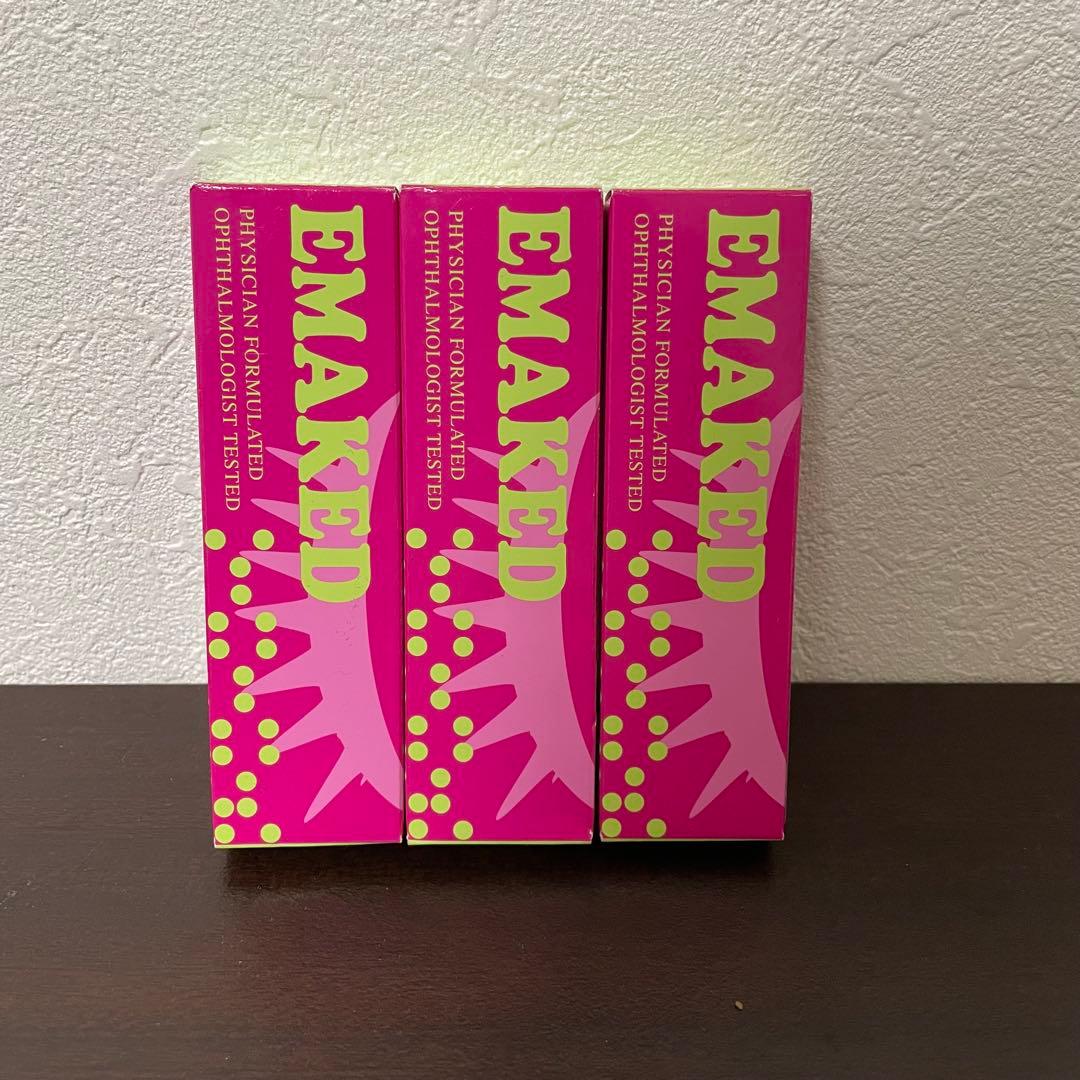 EMAKED
PHYSICIAN FORMULATED
OPHTHALMOLOGIST TESTED
EMAKED
PHYSICIAN FORMULATED
OPHTHALMOLOGIST TESTED
EMAKED
PHYSICIAN FORMULATED
OPHTHALMOLOGIST TESTED